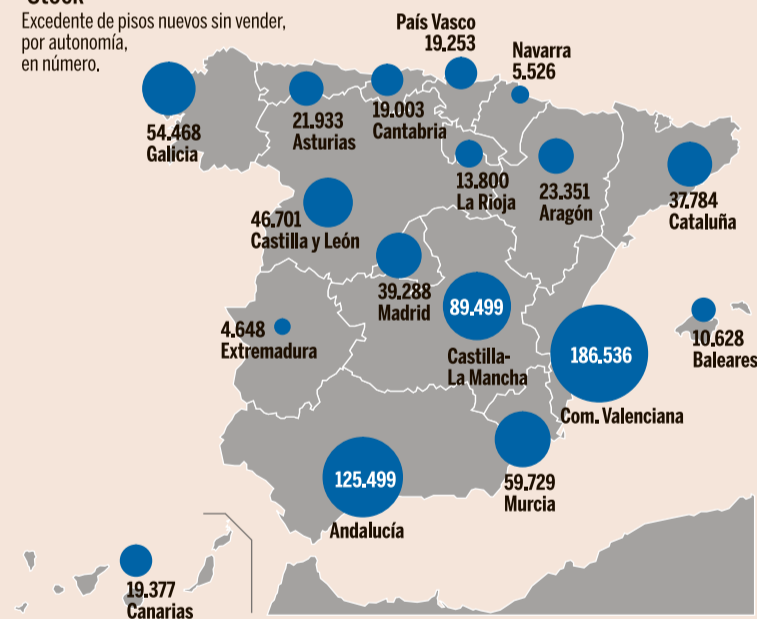 'Stock'
Excedente de pisos nuevos sin vender,
por autonomía,
en número.
País Vasco
19.253
Navarra
5.526
54.468
Galicia
21.933
Asturias
19.003
Cantabria
13.800
La Rioja
23.351
Aragón
37.784
Cataluña
46.701
Castilla y León
39.288
Madrid
89.499
Castilla-
La Mancha
4.648
Extremadura
186.536
Com. Valenciana
10.628
Baleares
125.499
Andalucía
59.729
Murcia
19.377
Canarias